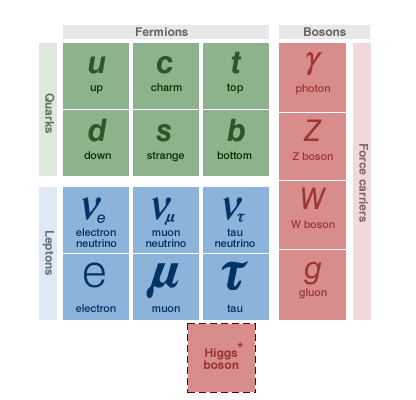 Fermions
Bosons
Quarks
u
up
c
charm
t
top
γ
photon
d
down
s
strange
b
bottom
Z
Z boson
Force carriers
Leptons
νe
electron
neutrino
νμ
muon
neutrino
ντ
tau
neutrino
W
W boson
e
electron
μ
muon
τ
tau
g
gluon
Higgs*
boson